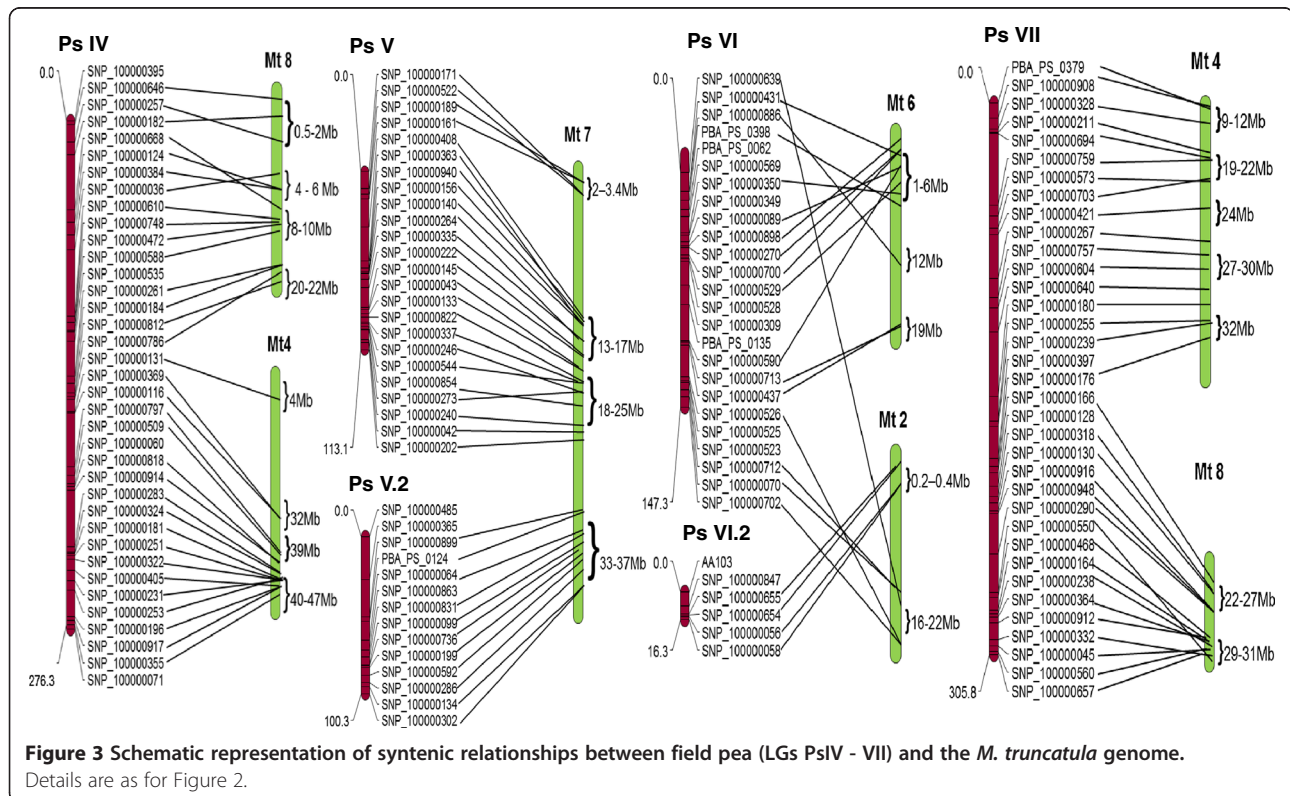 Ps IV
0.0
SNP_100000395
SNP_100000646
SNP_100000257
SNP_100000182
SNP_100000668
SNP_100000124
SNP_100000384
SNP_100000036
SNP_100000610
SNP_100000748
SNP_100000472
SNP_100000588
SNP_100000535
SNP_100000261
SNP_100000184
SNP_100000812
SNP_100000786
SNP_100000131
SNP_100000369
SNP_100000116
SNP_100000797
SNP_100000509
SNP_100000060
SNP_100000818
SNP_100000914
SNP_100000283
SNP_100000324
SNP_100000181
SNP_100000251
SNP_100000322
SNP_100000405
SNP_100000231
SNP_100000253
SNP_100000196
SNP_100000917
SNP_100000355
SNP_100000071
276.3
Mt 8
0.5-2Mb
4 - 6 Mb
8-10Mb
20-22Mb
Mt4
4Mb
32Mb
39Mb
40-47Mb
Ps V
0.0
SNP_100000171
SNP_100000522
SNP_100000189
SNP_100000161
SNP_100000408
SNP_100000363
SNP_100000940
SNP_100000156
SNP_100000140
SNP_100000264
SNP_100000335
SNP_100000222
SNP_100000145
SNP_100000043
SNP_100000133
SNP_100000822
SNP_100000337
SNP_100000246
SNP_100000544
SNP_100000854
SNP_100000273
SNP_100000240
SNP_100000042
SNP_100000202
113.1
Ps V.2
0.0
SNP_100000485
SNP_100000365
SNP_100000899
PBA_PS_0124
SNP_100000064
SNP_100000863
SNP_100000831
SNP_100000099
SNP_100000736
SNP_100000199
SNP_100000592
SNP_100000286
SNP_100000134
SNP_100000302
100.3
Mt 7
2–3.4Mb
13-17Mb
18-25Mb
33-37Mb
Ps VI
0.0
SNP_100000639
SNP_100000431
SNP_100000886
PBA_PS_0398
PBA_PS_0062
SNP_100000569
SNP_100000350
SNP_100000349
SNP_100000089
SNP_100000898
SNP_100000270
SNP_100000700
SNP_100000529
SNP_100000528
SNP_100000309
PBA_PS_0135
SNP_100000590
SNP_100000713
SNP_100000437
SNP_100000526
SNP_100000525
SNP_100000523
SNP_100000712
SNP_100000070
SNP_100000702
147.3
Ps VI.2
0.0
AA103
SNP_100000847
SNP_100000655
SNP_100000654
SNP_100000056
SNP_100000058
16.3
Mt 6
1-6Mb
12Mb
19Mb
Mt 2
0.2–0.4Mb
16-22Mb
Ps VII
0.0
PBA_PS_0379
SNP_100000908
SNP_100000328
SNP_100000211
SNP_100000694
SNP_100000759
SNP_100000573
SNP_100000703
SNP_100000421
SNP_100000267
SNP_100000757
SNP_100000604
SNP_100000640
SNP_100000180
SNP_100000255
SNP_100000239
SNP_100000397
SNP_100000176
SNP_100000166
SNP_100000128
SNP_100000318
SNP_100000130
SNP_100000916
SNP_100000948
SNP_100000290
SNP_100000550
SNP_100000468
SNP_100000164
SNP_100000238
SNP_100000364
SNP_100000912
SNP_100000332
SNP_100000045
SNP_100000560
SNP_100000657
305.8
Mt 4
9-12Mb
19-22Mb
24Mb
27-30Mb
32Mb
Mt 8
22-27Mb
29-31Mb
Figure 3 Schematic representation of syntenic relationships between field pea (LGs PsIV - VII) and the M. truncatula genome.
Details are as for Figure 2.